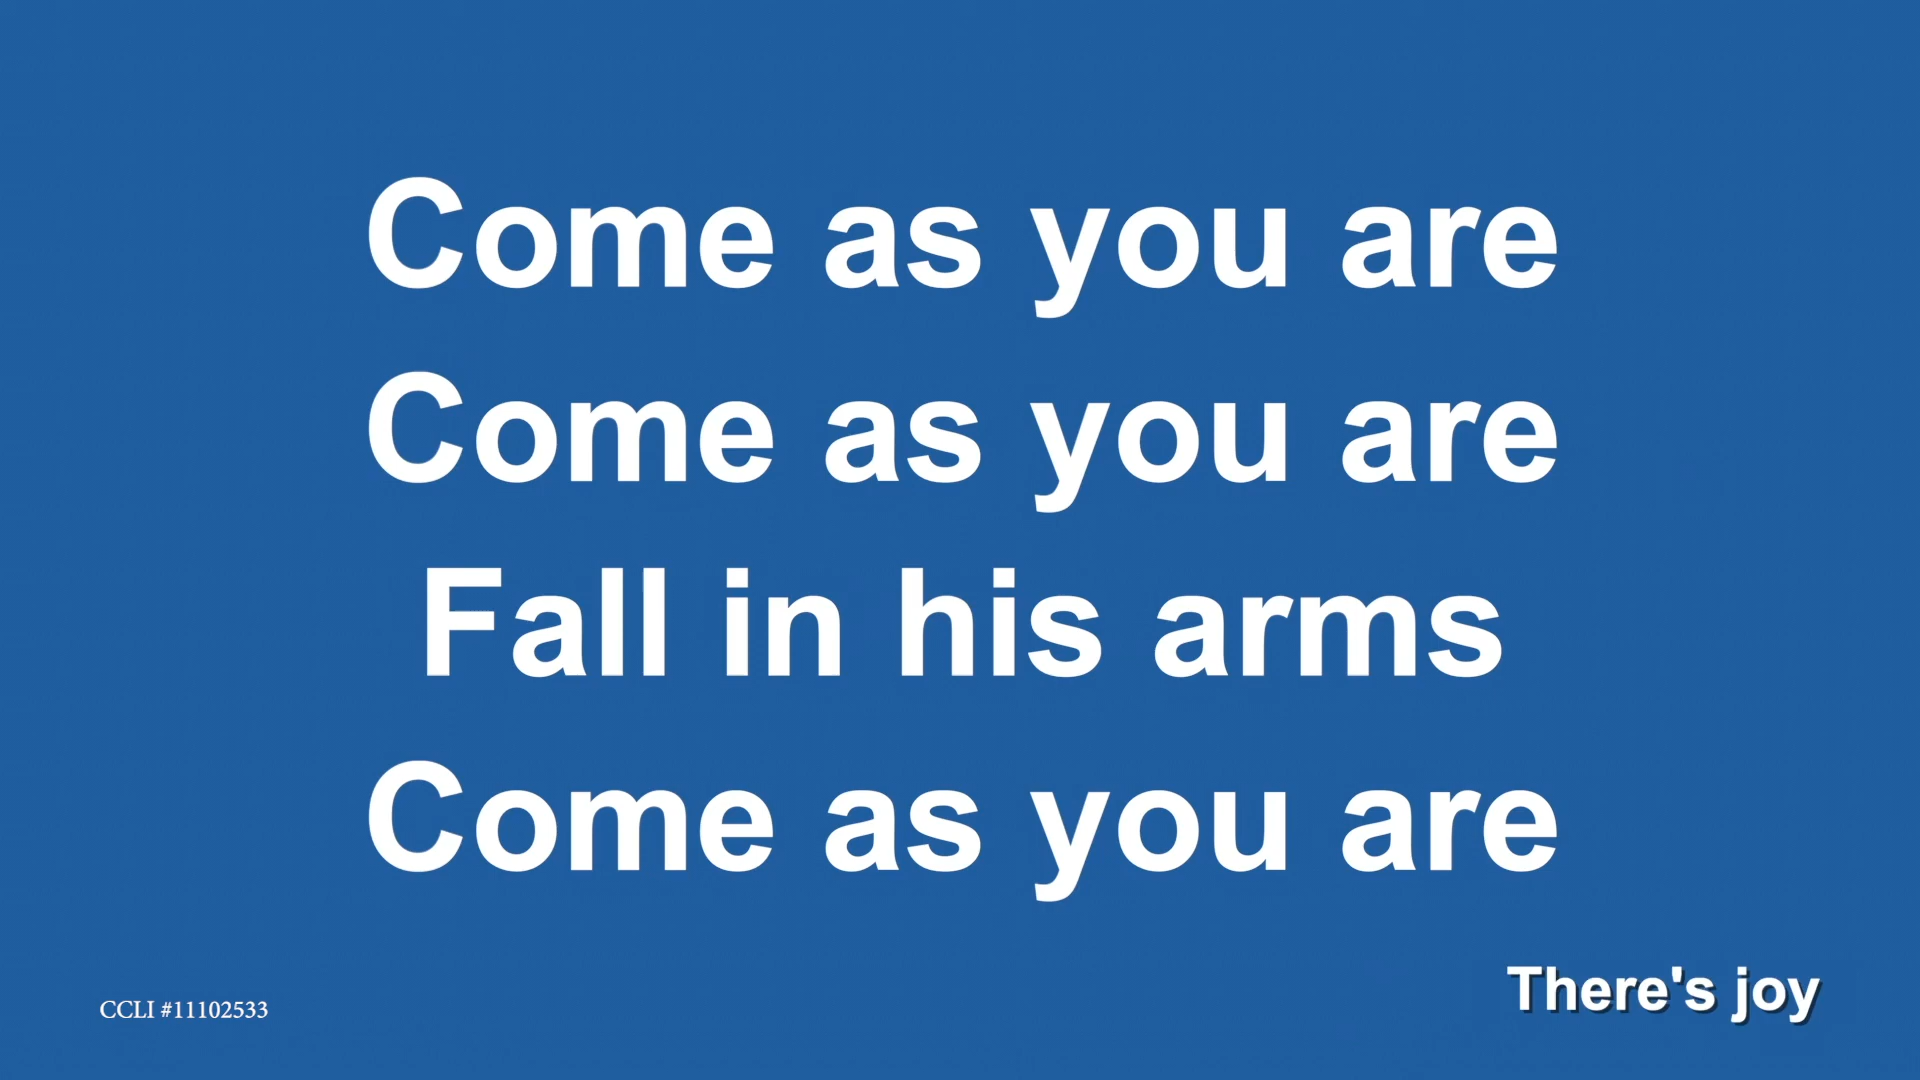 Come as you are
Come as you are
Fall in his arms
Come as you are
There's joy
CCLI #11102533